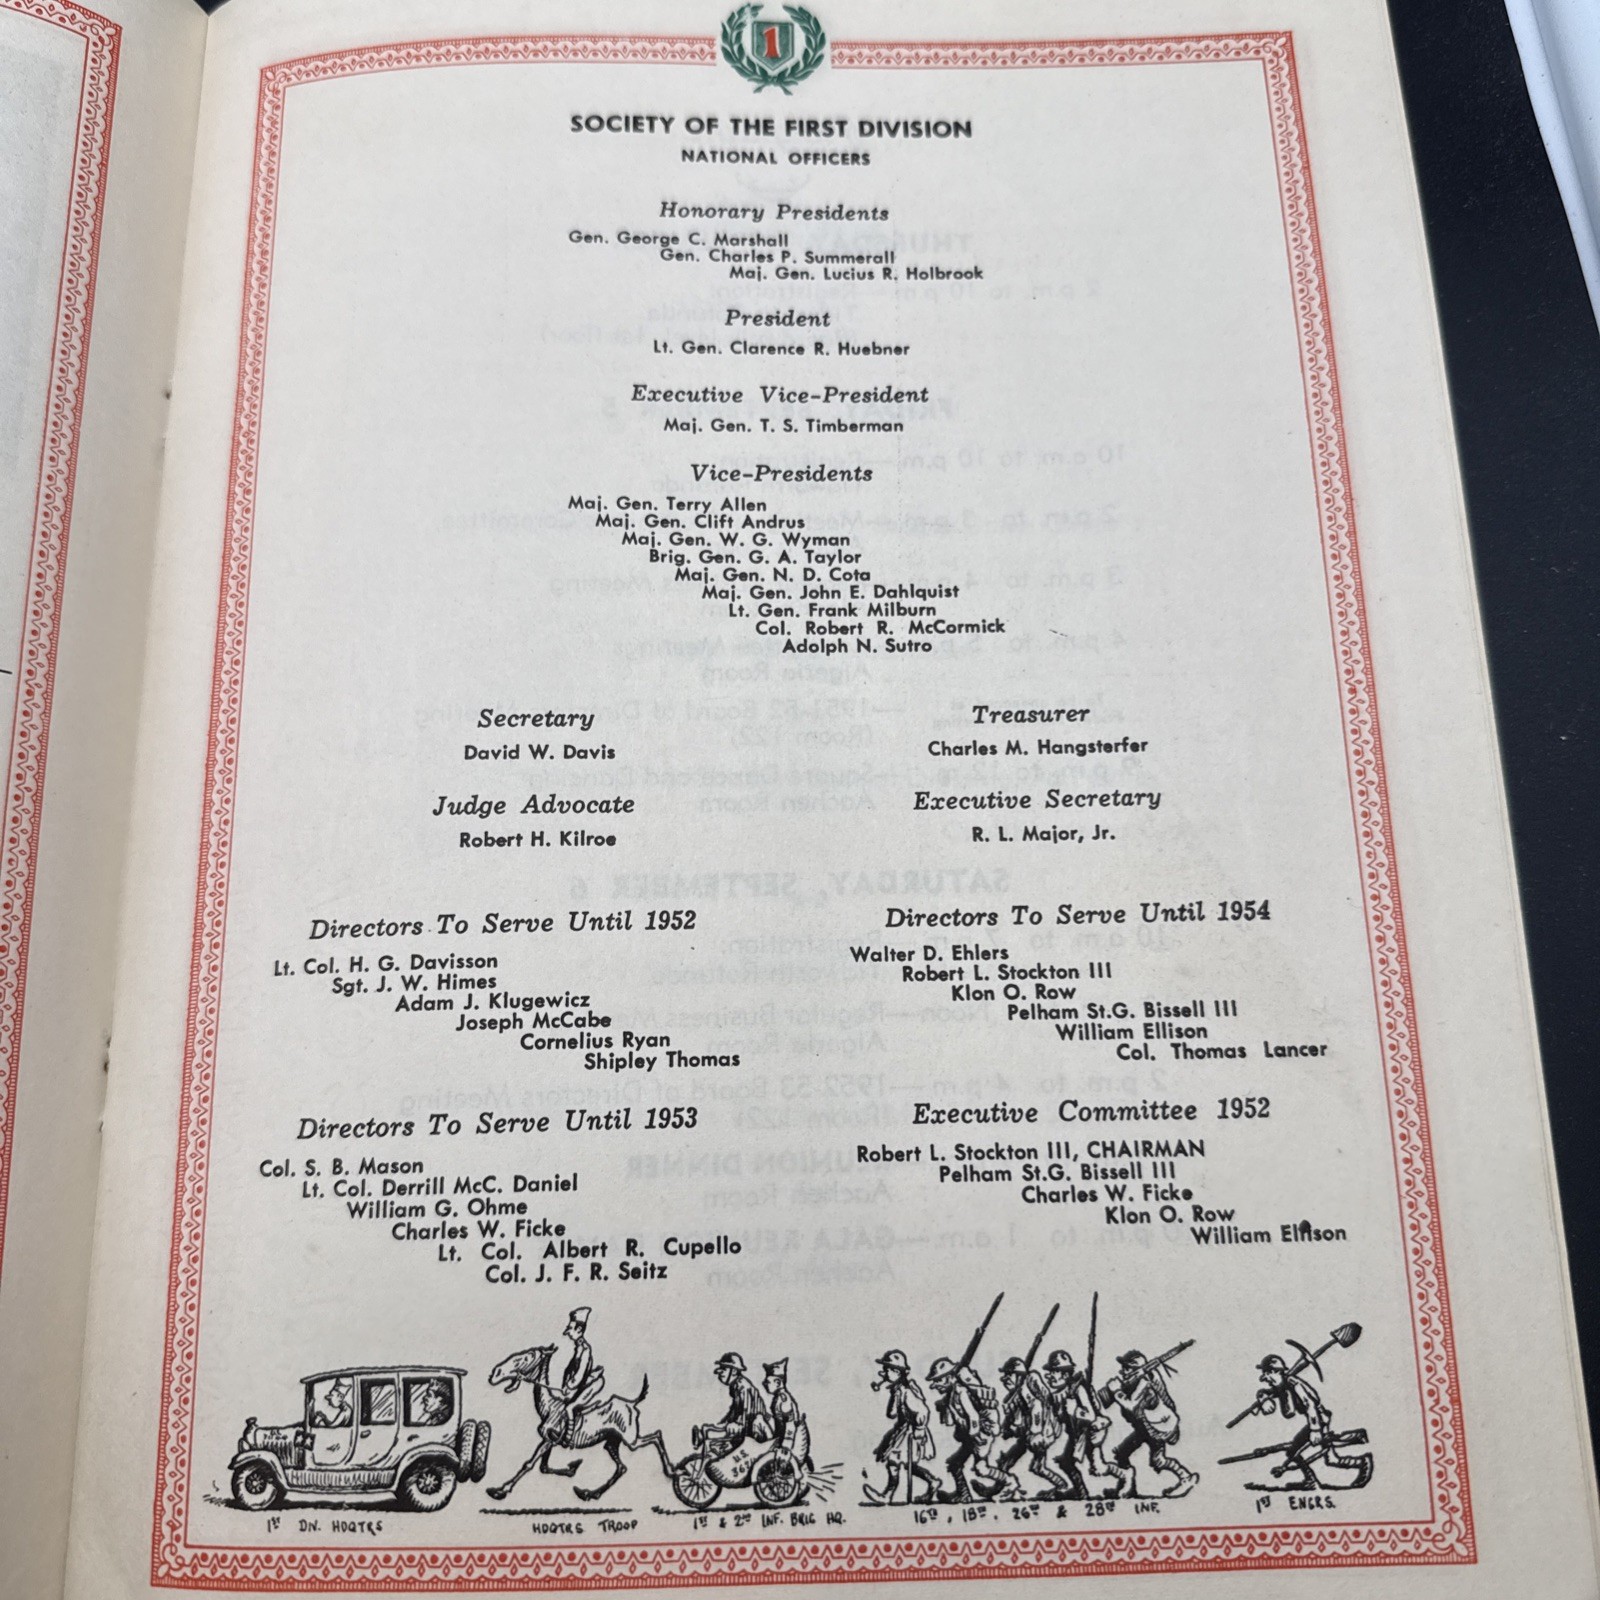 1
SOCIETY OF THE FIRST DIVISION
NATIONAL OFFICERS
Honorary Presidents
Gen. George C. Marshall
Gen. Charles P. Summerall
Maj. Gen. Lucius R. Holbrook
President
Lt. Gen. Clarence R. Huebner
Executive Vice-President
Maj. Gen. T. S. Timberman
Vice-Presidents
Maj. Gen. Terry Allen
Maj. Gen. Clift Andrus
Maj. Gen. W. G. Wyman
Brig. Gen. G. A. Taylor
Maj. Gen. N. D. Cota
Maj. Gen. John E. Dahlquist
Lt. Gen. Frank Milburn
Col. Robert R. McCormick
Adolph N. Sutro
Secretary
David W. Davis
Treasurer
Charles M. Hangsterfer
Judge Advocate
Robert H. Kilroe
Executive Secretary
R. L. Major, Jr.
Directors To Serve Until 1952
Lt. Col. H. G. Davisson
Sgt. J. W. Himes
Adam J. Klugewicz
Joseph McCabe
Cornelius Ryan
Shipley Thomas
Directors To Serve Until 1954
Walter D. Ehlers
Robert L. Stockton III
Klon O. Row
Pelham St.G. Bissell III
William Ellison
Col. Thomas Lancer
Directors To Serve Until 1953
Col. S. B. Mason
Lt. Col. Derrill McC. Daniel
William G. Ohme
Charles W. Ficke
Lt. Col. Albert R. Cupello
Col. J. F. R. Seitz
Executive Committee 1952
Robert L. Stockton III, CHAIRMAN
Pelham St.G. Bissell III
Charles W. Ficke
Klon O. Row
William Ellison
1ST DN. HDQTRS
HDQTRS TROOP
1ST & 2ND INF. BRIG HQ.
16TH, 18TH, 26TH & 28TH INF.
1ST ENGRS.